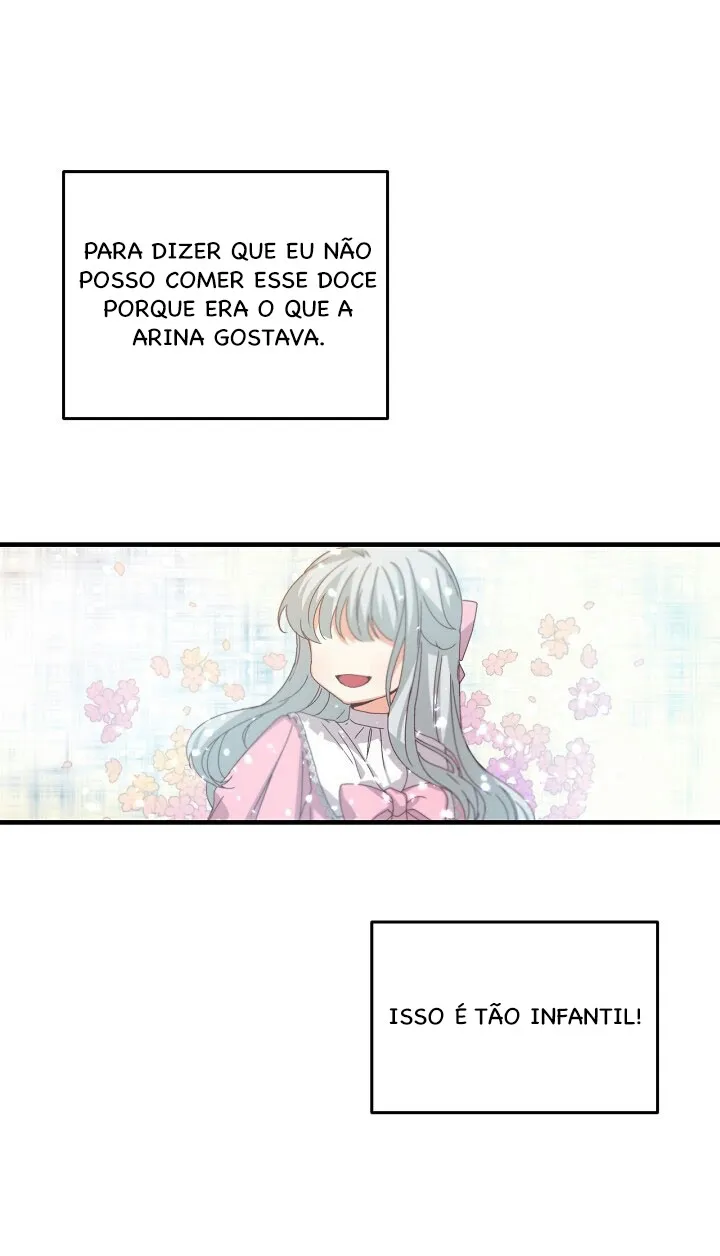 PARA DIZER QUE EU NÃO
POSSO COMER ESSE DOCE
PORQUE ERA O QUE A
ARINA GOSTAVA.
ISSO É TÃO INFANTIL!